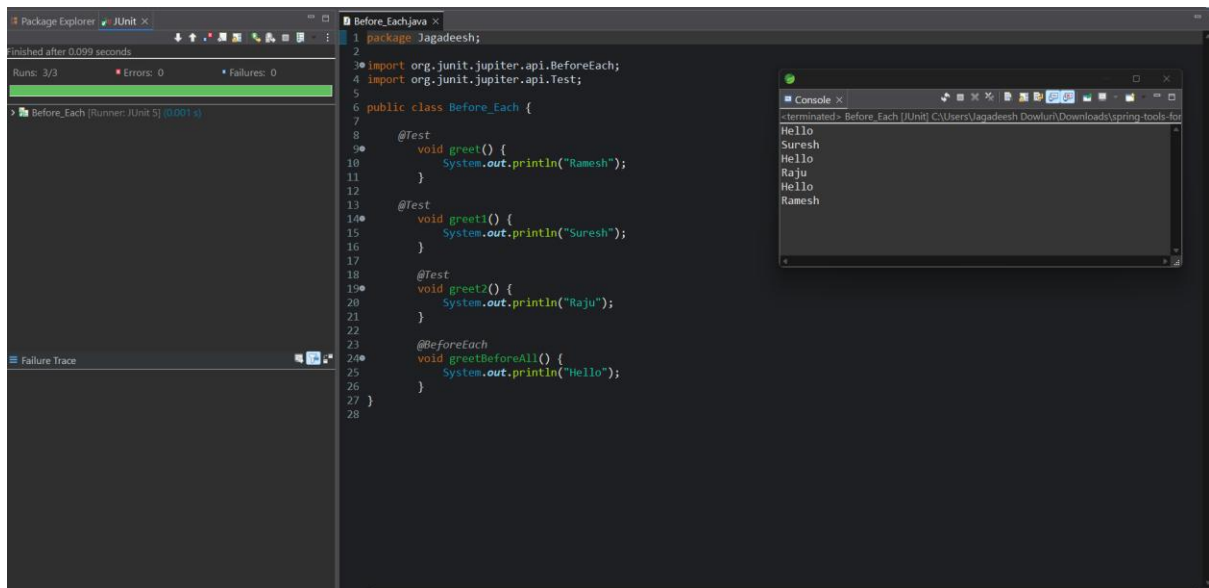 Package Explorer JUnit ×
Finished after 0.099 seconds
Runs: 3/3 Errors: 0 Failures: 0
Before_Each [Runner: JUnit 5] (0.001 s)
Failure Trace
Before_Each.java ×
1 package Jagadeesh;
2
3 import org.junit.jupiter.api.BeforeEach;
4 import org.junit.jupiter.api.Test;
5
6 public class Before_Each {
7
8 @Test
9 void greet() {
10 System.out.println("Ramesh");
11 }
12
13 @Test
14 void greet1() {
15 System.out.println("Suresh");
16 }
17
18 @Test
19 void greet2() {
20 System.out.println("Raju");
21 }
22
23 @BeforeEach
24 void greetBeforeAll() {
25 System.out.println("Hello");
26 }
27 }
28
Console ×
<terminated> Before_Each [JUnit] C:\Users\Jagadeesh Dowluri\Downloads\spring-tools-for
Hello
Suresh
Hello
Raju
Hello
Ramesh